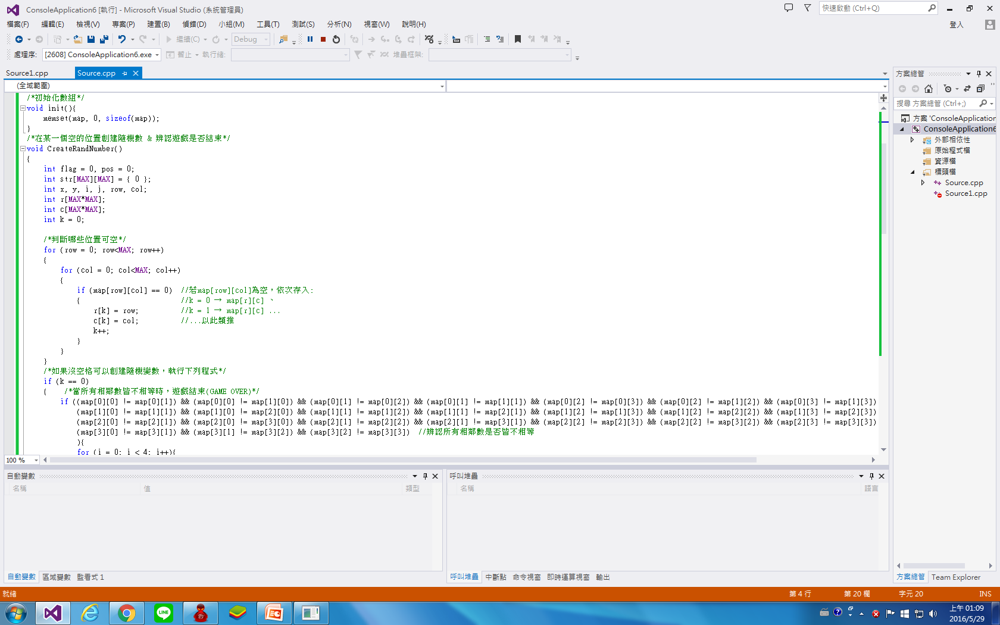 ConsoleApplication6 [執行] - Microsoft Visual Studio (系統管理員)
快速啟動 (Ctrl+Q)
檔案(F) 編輯(E) 檢視(V) 專案(P) 建置(B) 偵錯(D) 小組(M) 工具(T) 測試(S) 分析(N) 視窗(W) 說明(H) 登入
繼續(C) Debug
處理序: [2608] ConsoleApplication6.exe 暫止 執行緒: 堆疊框架:
Source1.cpp Source.cpp
(全域範圍)
/*初始化數組*/
void init(){
memset(map, 0, sizeof(map));
}
/*在某一個空的位置創建隨機數 & 辨認遊戲是否結束*/
void CreateRandNumber()
{
int flag = 0, pos = 0;
int str[MAX][MAX] = { 0 };
int x, y, i, j, row, col;
int r[MAX*MAX];
int c[MAX*MAX];
int k = 0;
/*判斷哪些位置可空*/
for (row = 0; row<MAX; row++)
{
for (col = 0; col<MAX; col++)
{
if (map[row][col] == 0) //若map[row][col]為空，依次存入:
{ //k = 0 → map[r][c] 、
r[k] = row; //k = 1 → map[r][c] ...
c[k] = col; //...以此類推
k++;
}
}
}
/*如果沒空格可以創建隨機變數，執行下列程式*/
if (k == 0)
{ /*當所有相鄰數皆不相等時，遊戲結束(GAME OVER)*/
if ((map[0][0] != map[0][1]) && (map[0][0] != map[1][0]) && (map[0][1] != map[0][2]) && (map[0][1] != map[1][1]) && (map[0][2] != map[0][3]) && (map[0][2] != map[1][2]) && (map[0][3] != map[1][3])
(map[1][0] != map[1][1]) && (map[1][0] != map[2][0]) && (map[1][1] != map[1][2]) && (map[1][1] != map[2][1]) && (map[1][2] != map[1][3]) && (map[1][2] != map[2][2]) && (map[1][3] != map[2][3])
(map[2][0] != map[2][1]) && (map[2][0] != map[3][0]) && (map[2][1] != map[2][2]) && (map[2][1] != map[3][1]) && (map[2][2] != map[2][3]) && (map[2][2] != map[3][2]) && (map[2][3] != map[3][3])
(map[3][0] != map[3][1]) && (map[3][1] != map[3][2]) && (map[3][2] != map[3][3]) //辨認所有相鄰數是否皆不相等
){
for (i = 0; i < 4; i++){
100 %
自動變數
名稱 值 類型
自動變數 區域變數 監看式 1
呼叫堆疊
名稱 語言
呼叫堆疊 中斷點 命令視窗 即時運算視窗 輸出
方案總管
搜尋 方案總管 (Ctrl+;)
方案 'ConsoleApplication
ConsoleApplication6
外部相依性
原始程式檔
資源檔
標頭檔
Source.cpp
Source1.cpp
方案總管 Team Explorer
就緒 第 4 行 第 20 欄 字元 20 INS
LINE
上午 01:09
2016/5/29